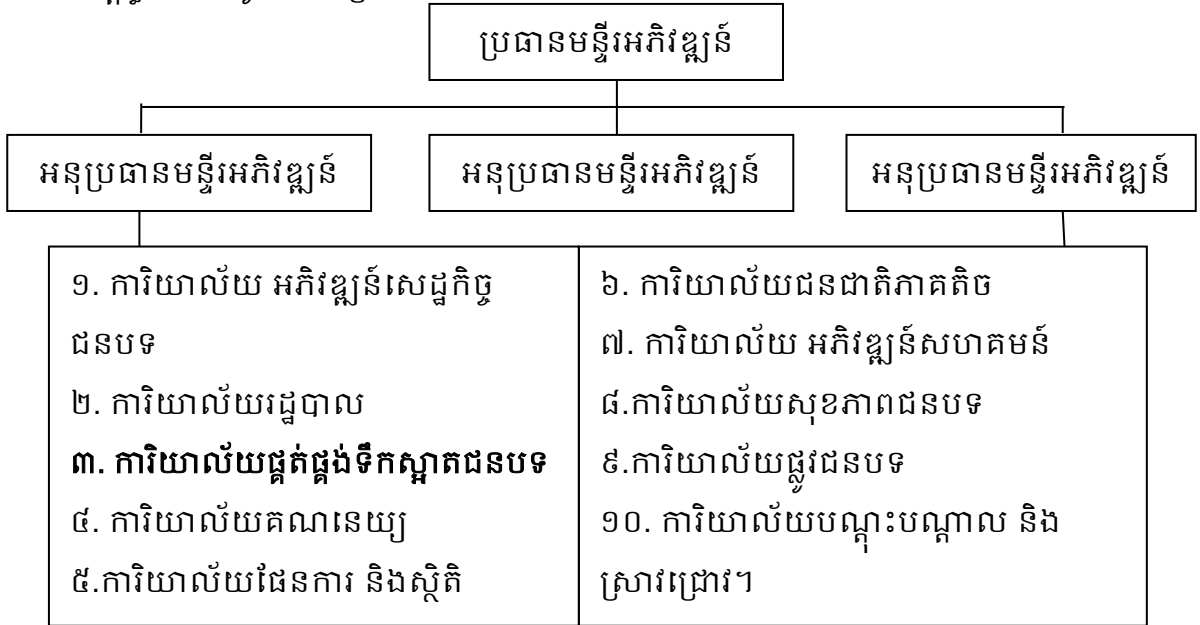 ប្រធានមន្ទីរអភិវឌ្ឍន៍
អនុប្រធានមន្ទីរអភិវឌ្ឍន៍
អនុប្រធានមន្ទីរអភិវឌ្ឍន៍
អនុប្រធានមន្ទីរអភិវឌ្ឍន៍
១. ការិយាល័យ អភិវឌ្ឍន៍សេដ្ឋកិច្ច
ជនបទ
២. ការិយាល័យរដ្ឋបាល
៣. ការិយាល័យផ្គត់ផ្គង់ទឹកស្អាតជនបទ
៤. ការិយាល័យគណនេយ្យ
៥.ការិយាល័យផែនការ និងស្ថិតិ
៦. ការិយាល័យជនជាតិភាគតិច
៧. ការិយាល័យ អភិវឌ្ឍន៍សហគមន៍
៨.ការិយាល័យសុខភាពជនបទ
៩.ការិយាល័យផ្លូវជនបទ
១០. ការិយាល័យបណ្តុះបណ្តាល និង
ស្រាវជ្រាវ។